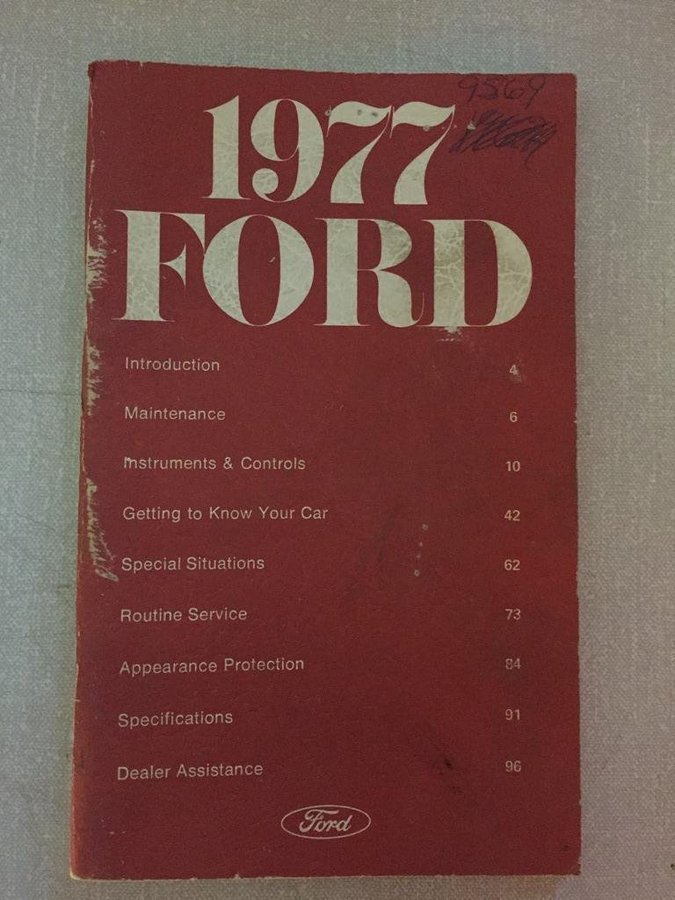 9569
1977
FORD
Introduction 4
Maintenance 6
Instruments & Controls 10
Getting to Know Your Car 42
Special Situations 62
Routine Service 73
Appearance Protection 84
Specifications 91
Dealer Assistance 96
Ford